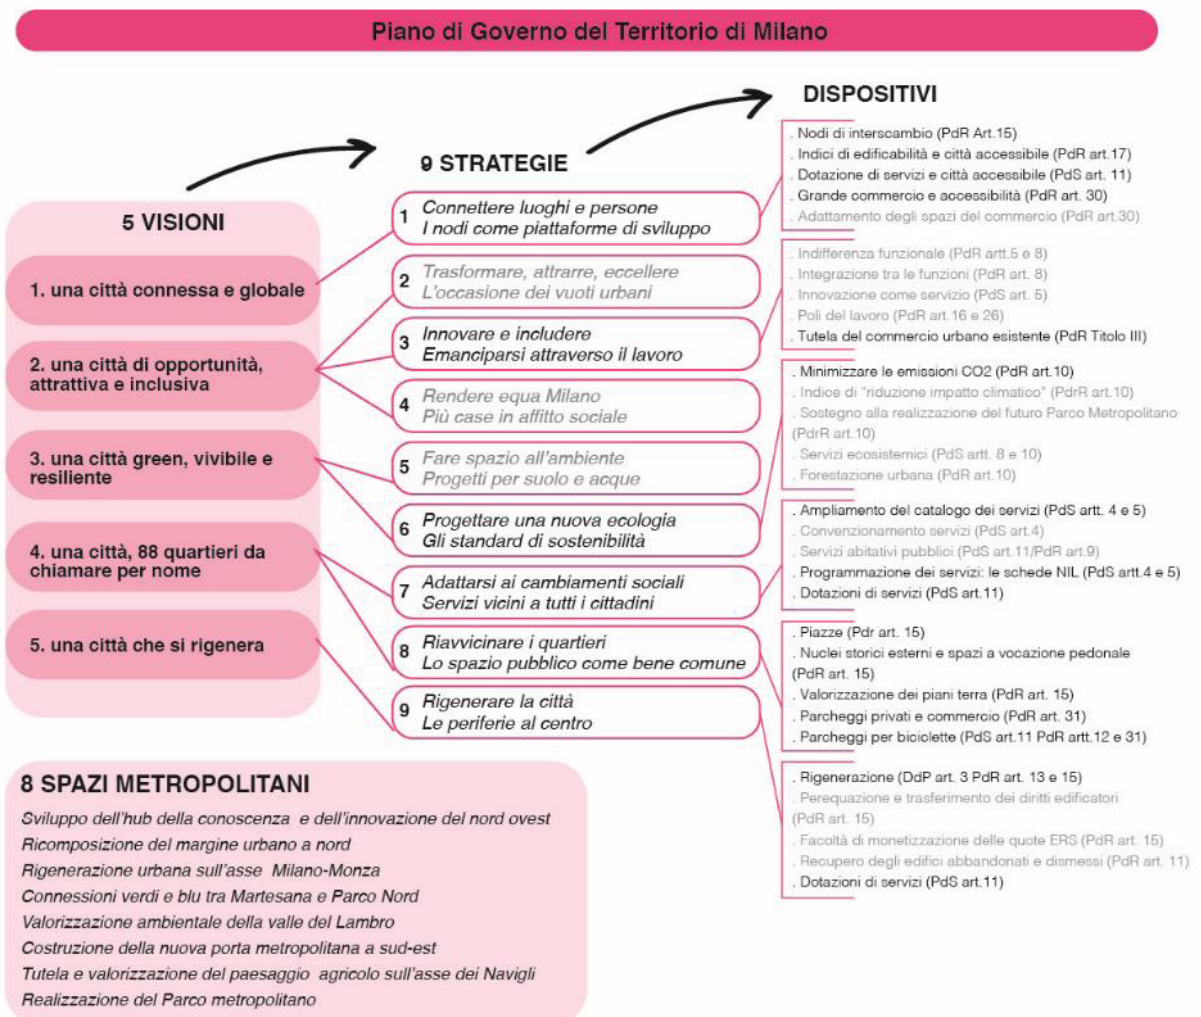 Piano di Governo del Territorio di Milano
5 VISIONI
1. una città connessa e globale
2. una città di opportunità,
attrattiva e inclusiva
3. una città green, vivibile e
resiliente
4. una città, 88 quartieri da
chiamare per nome
5. una città che si rigenera
9 STRATEGIE
1 Connettere luoghi e persone
I nodi come piattaforme di sviluppo
2 Trasformare, attrarre, eccellere
L'occasione dei vuoti urbani
3 Innovare e includere
Emanciparsi attraverso il lavoro
4 Rendere equa Milano
Più case in affitto sociale
5 Fare spazio all'ambiente
Progetti per suolo e acque
6 Progettare una nuova ecologia
Gli standard di sostenibilità
7 Adattarsi ai cambiamenti sociali
Servizi vicini a tutti i cittadini
8 Riavvicinare i quartieri
Lo spazio pubblico come bene comune
9 Rigenerare la città
Le periferie al centro
DISPOSITIVI
. Nodi di interscambio (PdR Art.15)
. Indici di edificabilità e città accessibile (PdR art.17)
. Dotazione di servizi e città accessibile (PdS art. 11)
. Grande commercio e accessibilità (PdR art. 30)
. Adattamento degli spazi del commercio (PdR art.30)
. Indifferenza funzionale (PdR artt.5 e 8)
. Integrazione tra le funzioni (PdR art. 8)
. Innovazione come servizio (PdS art. 5)
. Poli del lavoro (PdR art.16 e 26)
. Tutela del commercio urbano esistente (PdR Titolo III)
. Minimizzare le emissioni CO2 (PdR art.10)
. Indice di "riduzione impatto climatico" (PdrR art.10)
. Sostegno alla realizzazione del futuro Parco Metropolitano
(PdrR art.10)
. Servizi ecosistemici (PdS artt. 8 e 10)
. Forestazione urbana (PdR art.10)
. Ampliamento del catalogo dei servizi (PdS artt. 4 e 5)
. Convenzionamento servizi (PdS art.4)
. Servizi abitativi pubblici (PdS art.11/PdR art.9)
. Programmazione dei servizi: le schede NIL (PdS artt.4 e 5)
. Dotazioni di servizi (PdS art.11)
. Piazze (Pdr art. 15)
. Nuclei storici esterni e spazi a vocazione pedonale
(PdR art. 15)
. Valorizzazione dei piani terra (PdR art. 15)
. Parcheggi privati e commercio (PdR art. 31)
. Parcheggi per biciclette (PdS art.11 PdR artt.12 e 31)
. Rigenerazione (DdP art. 3 PdR art. 13 e 15)
. Perequazione e trasferimento dei diritti edificatori
(PdR art. 15)
. Facoltà di monetizzazione delle quote ERS (PdR art. 15)
. Recupero degli edifici abbandonati e dismessi (PdR art. 11)
. Dotazioni di servizi (PdS art.11)
8 SPAZI METROPOLITANI
Sviluppo dell'hub della conoscenza e dell'innovazione del nord ovest
Ricomposizione del margine urbano a nord
Rigenerazione urbana sull'asse Milano-Monza
Connessioni verdi e blu tra Martesana e Parco Nord
Valorizzazione ambientale della valle del Lambro
Costruzione della nuova porta metropolitana a sud-est
Tutela e valorizzazione del paesaggio agricolo sull'asse dei Navigli
Realizzazione del Parco metropolitano